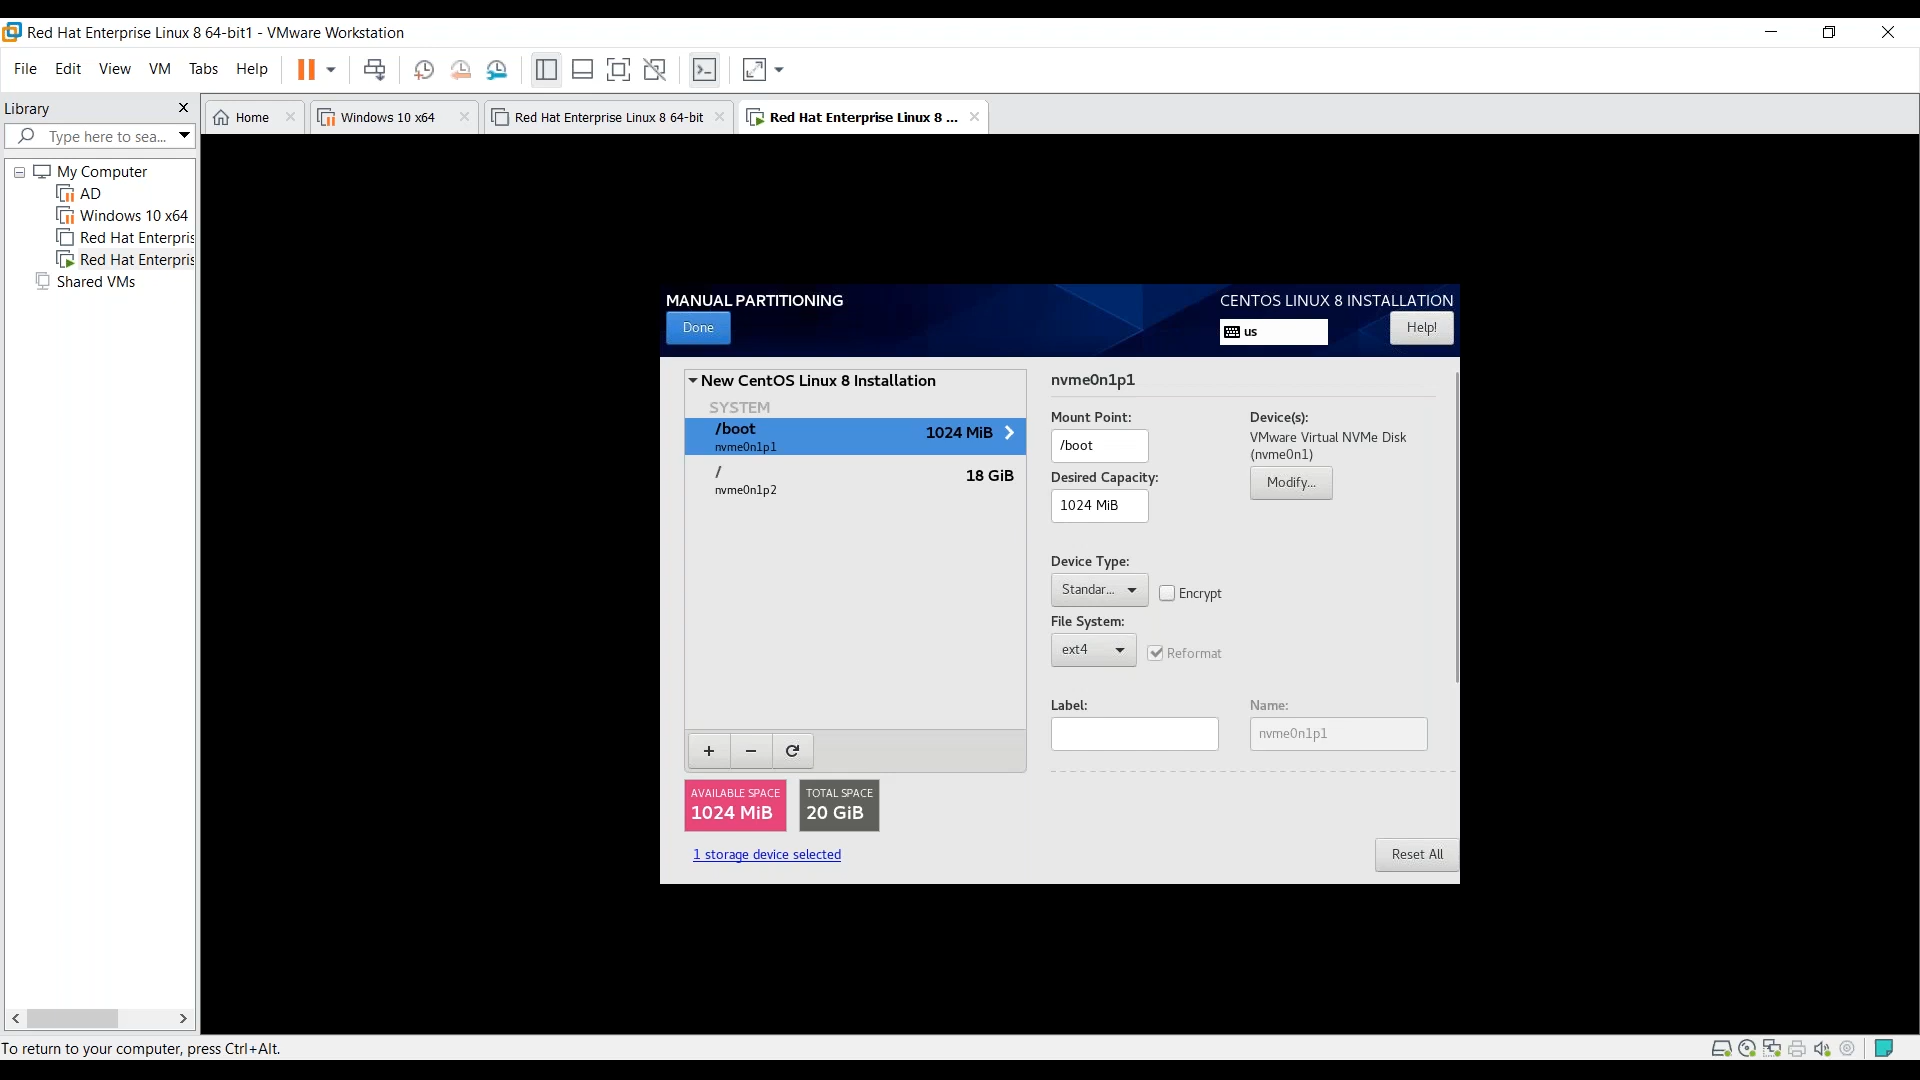 Red Hat Enterprise Linux 8 64-bit1 - VMware Workstation
File Edit View VM Tabs Help
Library
Type here to sea...
Home
Windows 10 x64
Red Hat Enterprise Linux 8 64-bit
Red Hat Enterprise Linux 8 ...
My Computer
AD
Windows 10 x64
Red Hat Enterpris
Red Hat Enterpris
Shared VMs
MANUAL PARTITIONING
CENTOS LINUX 8 INSTALLATION
Done
us
Help!
New CentOS Linux 8 Installation
SYSTEM
/boot
1024 MiB
nvme0n1p1
/
18 GiB
nvme0n1p2
+
-
AVAILABLE SPACE
1024 MiB
TOTAL SPACE
20 GiB
1 storage device selected
nvme0n1p1
Mount Point:
/boot
Device(s):
VMware Virtual NVMe Disk
(nvme0n1)
Modify...
Desired Capacity:
1024 MiB
Device Type:
Standar...
Encrypt
File System:
ext4
Reformat
Label:
Name:
nvme0n1p1
Reset All
To return to your computer, press Ctrl+Alt.